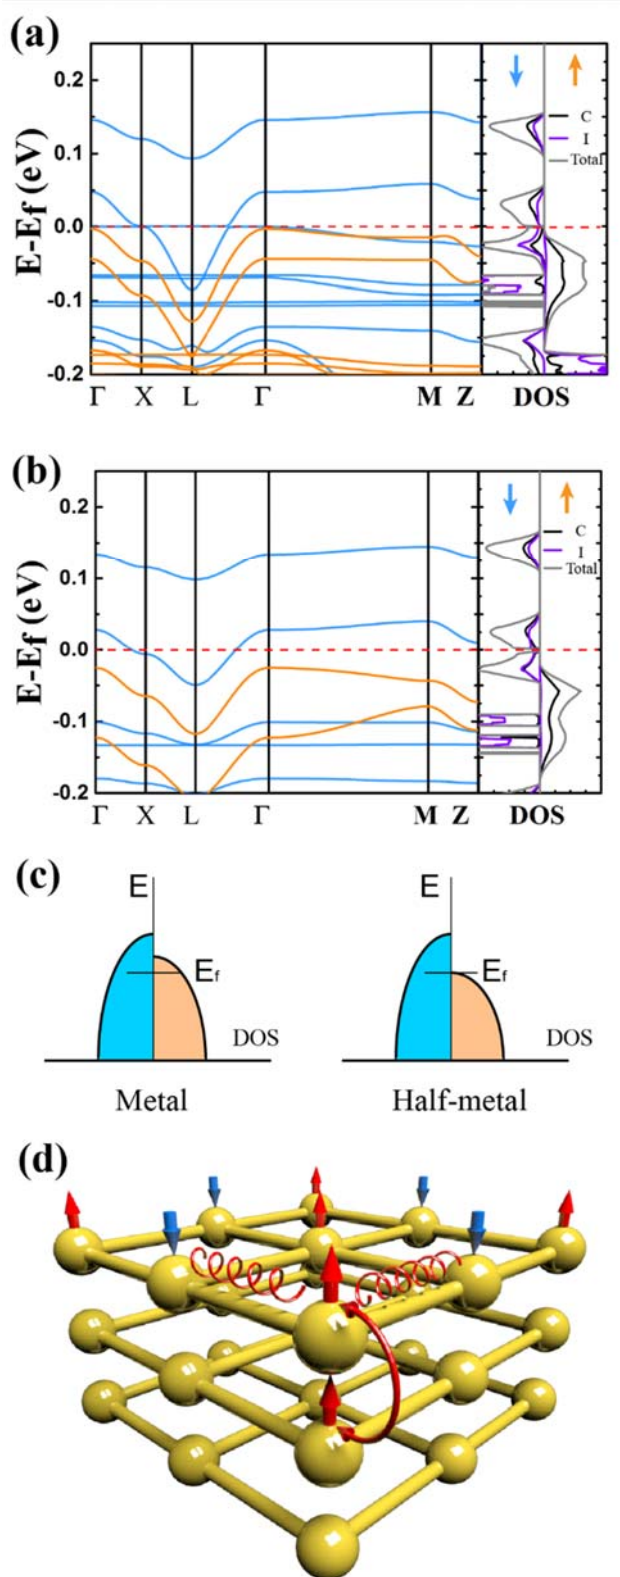 (a)
0.2
0.1
0.0
-0.1
-0.2
E-Ef (eV)
Γ X L Γ M Z DOS
C
I
Total
(b)
0.2
0.1
0.0
-0.1
-0.2
E-Ef (eV)
Γ X L Γ M Z DOS
C
I
Total
(c)
E E
Ef Ef
DOS DOS
Metal Half-metal
(d)